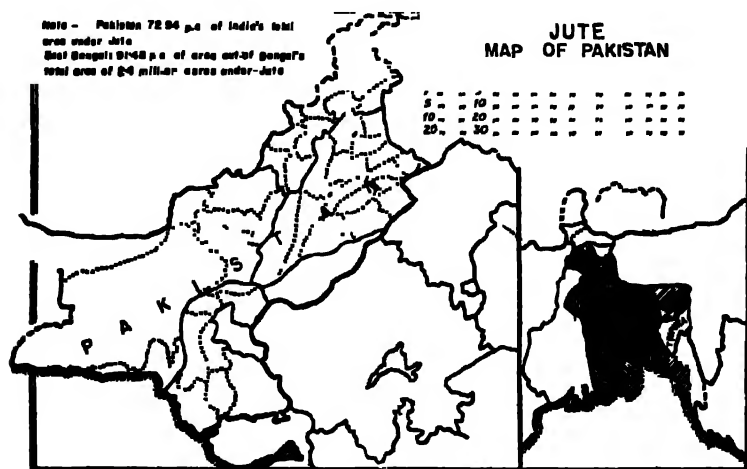 Note - Pakistan 72.94 p.c of India's total
area under Jute
East Bengal: 91.48 p c of area out-of Bengal's
total area of 2.4 million acres under-Jute
JUTE
MAP OF PAKISTAN
5 " " 10 " " " " " " "
10 " " 20 " " " " " " "
20 " " 30 " " " " " " "
P A K I S